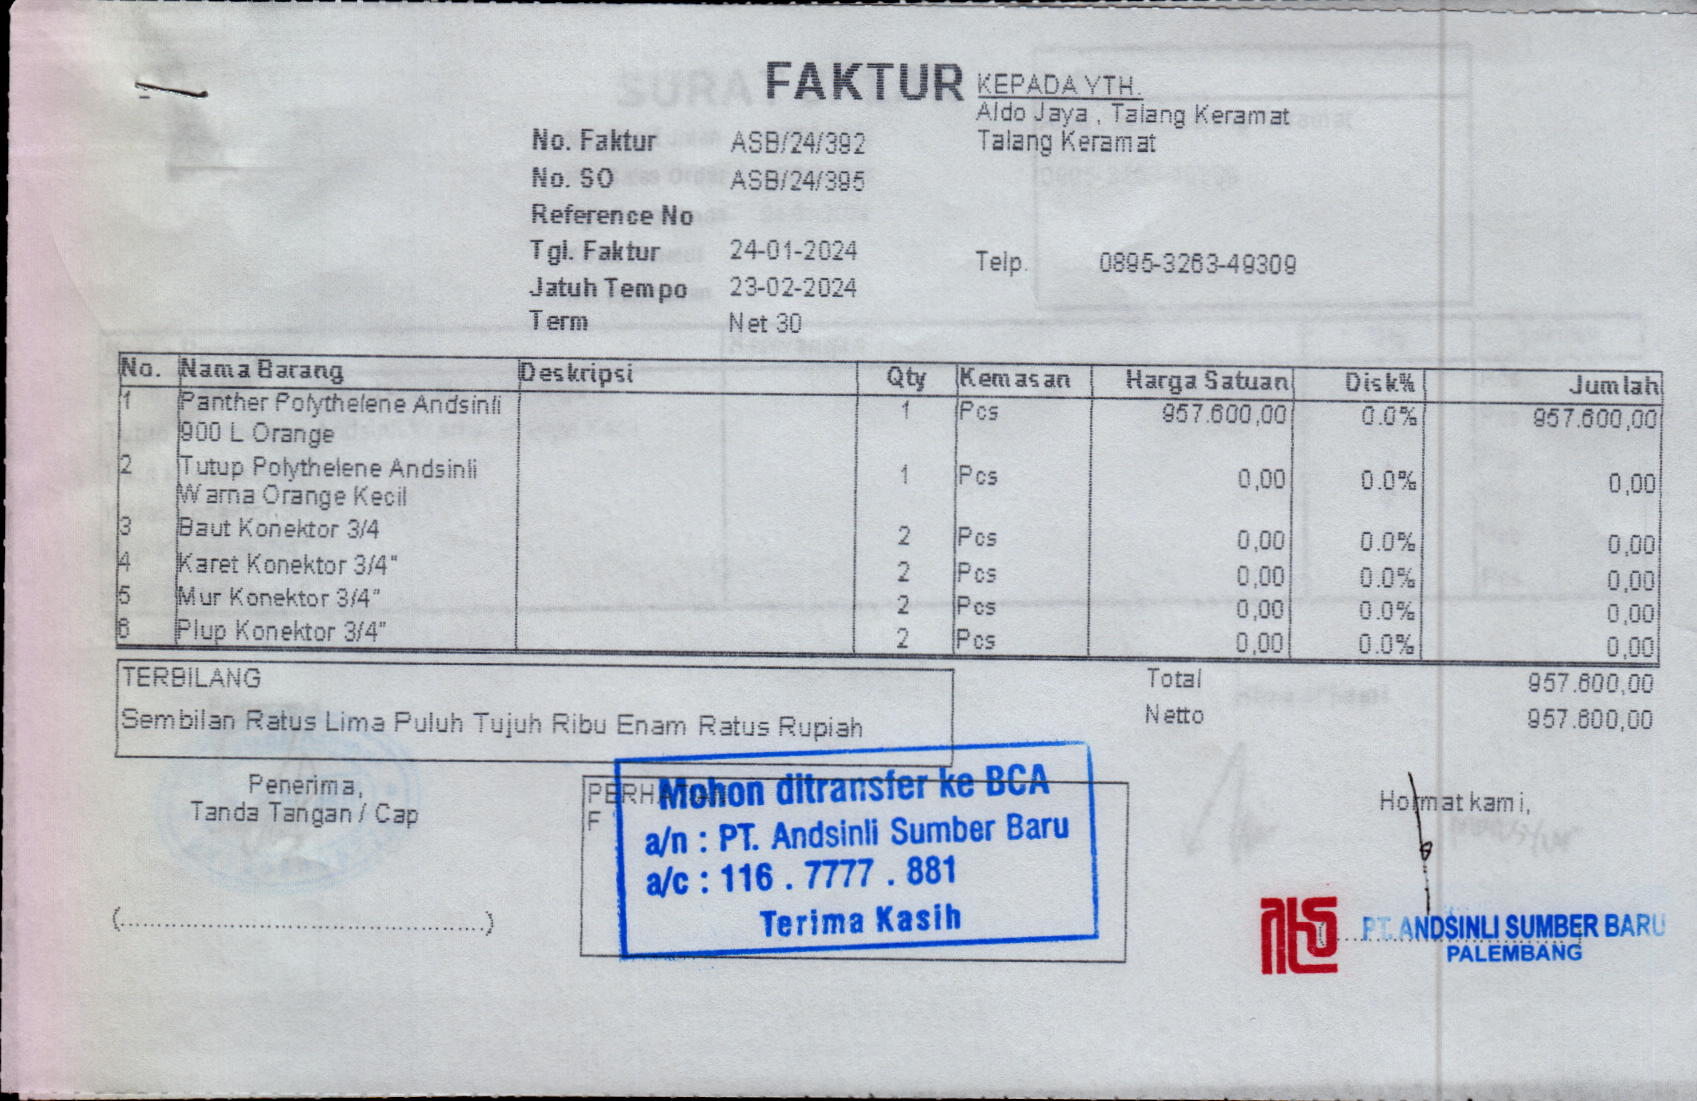 FAKTUR
KEPADA YTH.
Aldo Jaya , Talang Keramat
Talang Keramat
No. Faktur ASB/24/392
No. SO ASB/24/395
Reference No
Tgl. Faktur 24-01-2024
Telp. 0895-3263-49309
Jatuh Tempo 23-02-2024
Term Net 30
No. Nama Barang Deskripsi Qty Kemasan Harga Satuan Disk% Jumlah
1 Panther Polythelene Andsinli 1 Pcs 957.600,00 0.0% 957.600,00
900 L Orange
2 Tutup Polythelene Andsinli 1 Pcs 0,00 0.0% 0,00
Warna Orange Kecil
3 Baut Konektor 3/4 2 Pcs 0,00 0.0% 0,00
4 Karet Konektor 3/4" 2 Pcs 0,00 0.0% 0,00
5 Mur Konektor 3/4" 2 Pcs 0,00 0.0% 0,00
6 Plup Konektor 3/4" 2 Pcs 0,00 0.0% 0,00
TERBILANG
Sembilan Ratus Lima Puluh Tujuh Ribu Enam Ratus Rupiah
Total 957.600,00
Netto 957.600,00
Penerima,
Tanda Tangan / Cap
(..............................................)
Mohon ditransfer ke BCA
a/n : PT. Andsinli Sumber Baru
a/c : 116 . 7777 . 881
Terima Kasih
Hormat kami,
PT. ANDSINLI SUMBER BARU
PALEMBANG